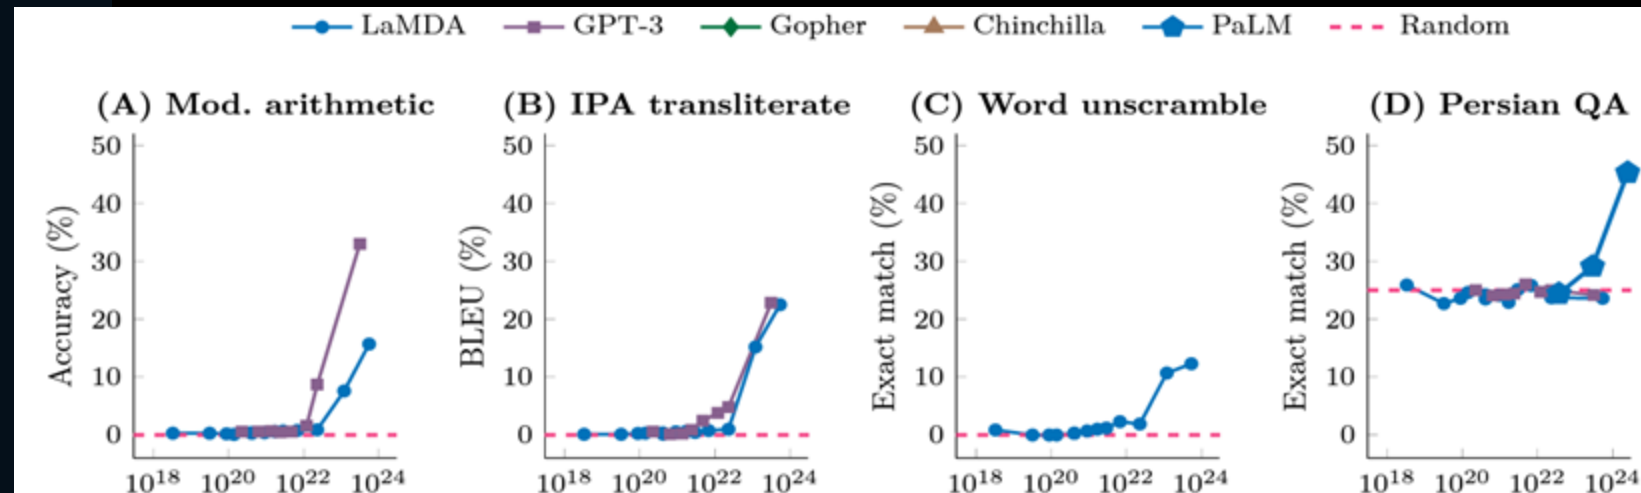 LaMDA GPT-3 Gopher Chinchilla PaLM Random
(A) Mod. arithmetic
Accuracy (%)
50
40
30
20
10
0
10^18 10^20 10^22 10^24
(B) IPA transliterate
BLEU (%)
50
40
30
20
10
0
10^18 10^20 10^22 10^24
(C) Word unscramble
Exact match (%)
50
40
30
20
10
0
10^18 10^20 10^22 10^24
(D) Persian QA
Exact match (%)
50
40
30
20
10
0
10^18 10^20 10^22 10^24